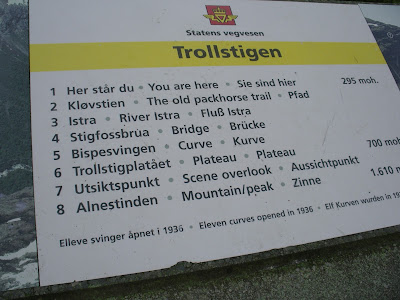 Statens vegvesen
Trollstigen
1 Her står du • You are here • Sie sind hier 295 moh.
2 Kløvstien • The old packhorse trail • Pfad
3 Istra • River Istra • Fluß Istra
4 Stigfossbrua • Bridge • Brücke
5 Bispesvingen • Curve • Kurve
6 Trollstigplatået • Plateau • Plateau 700 moh
7 Utsiktspunkt • Scene overlook • Aussichtpunkt
8 Alnestinden • Mountain/peak • Zinne 1.610 m
Elleve svinger åpnet i 1936 • Eleven curves opened in 1936 • Elf Kurven wurden in 19